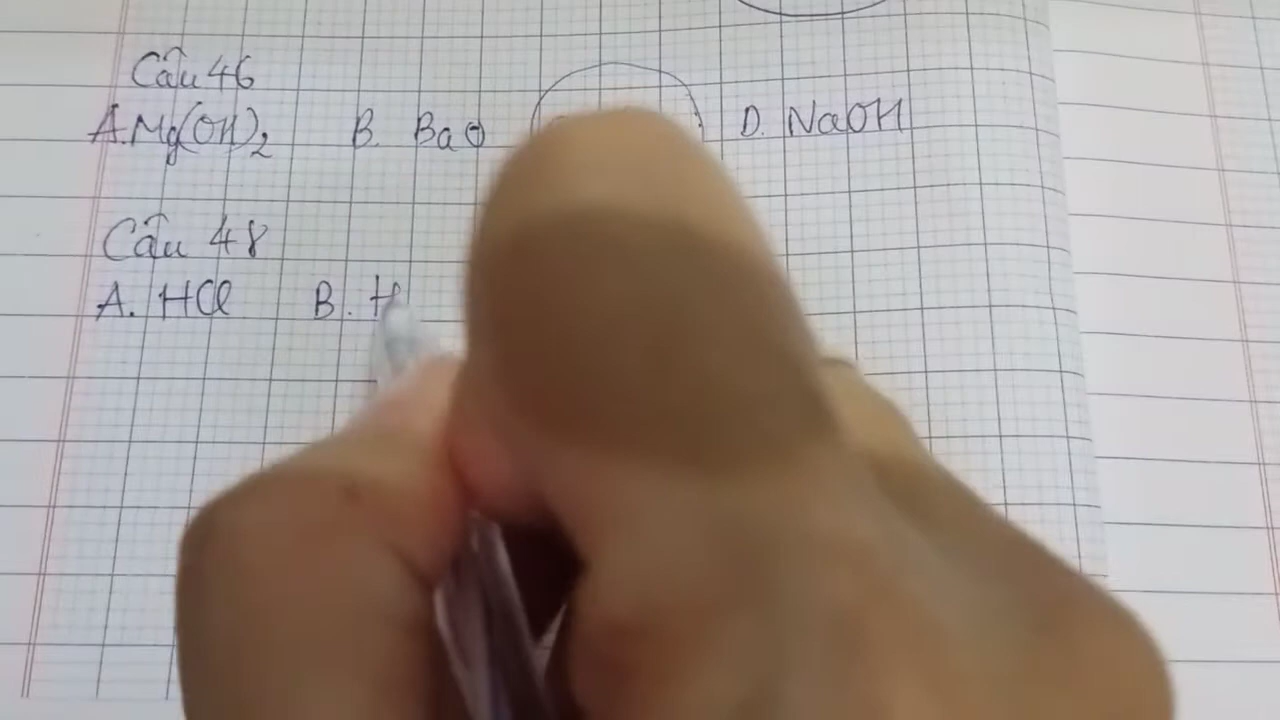 Câu 46
A. Mg(OH)₂ B. BaO D. NaOH
Câu 48
A. HCl B. H